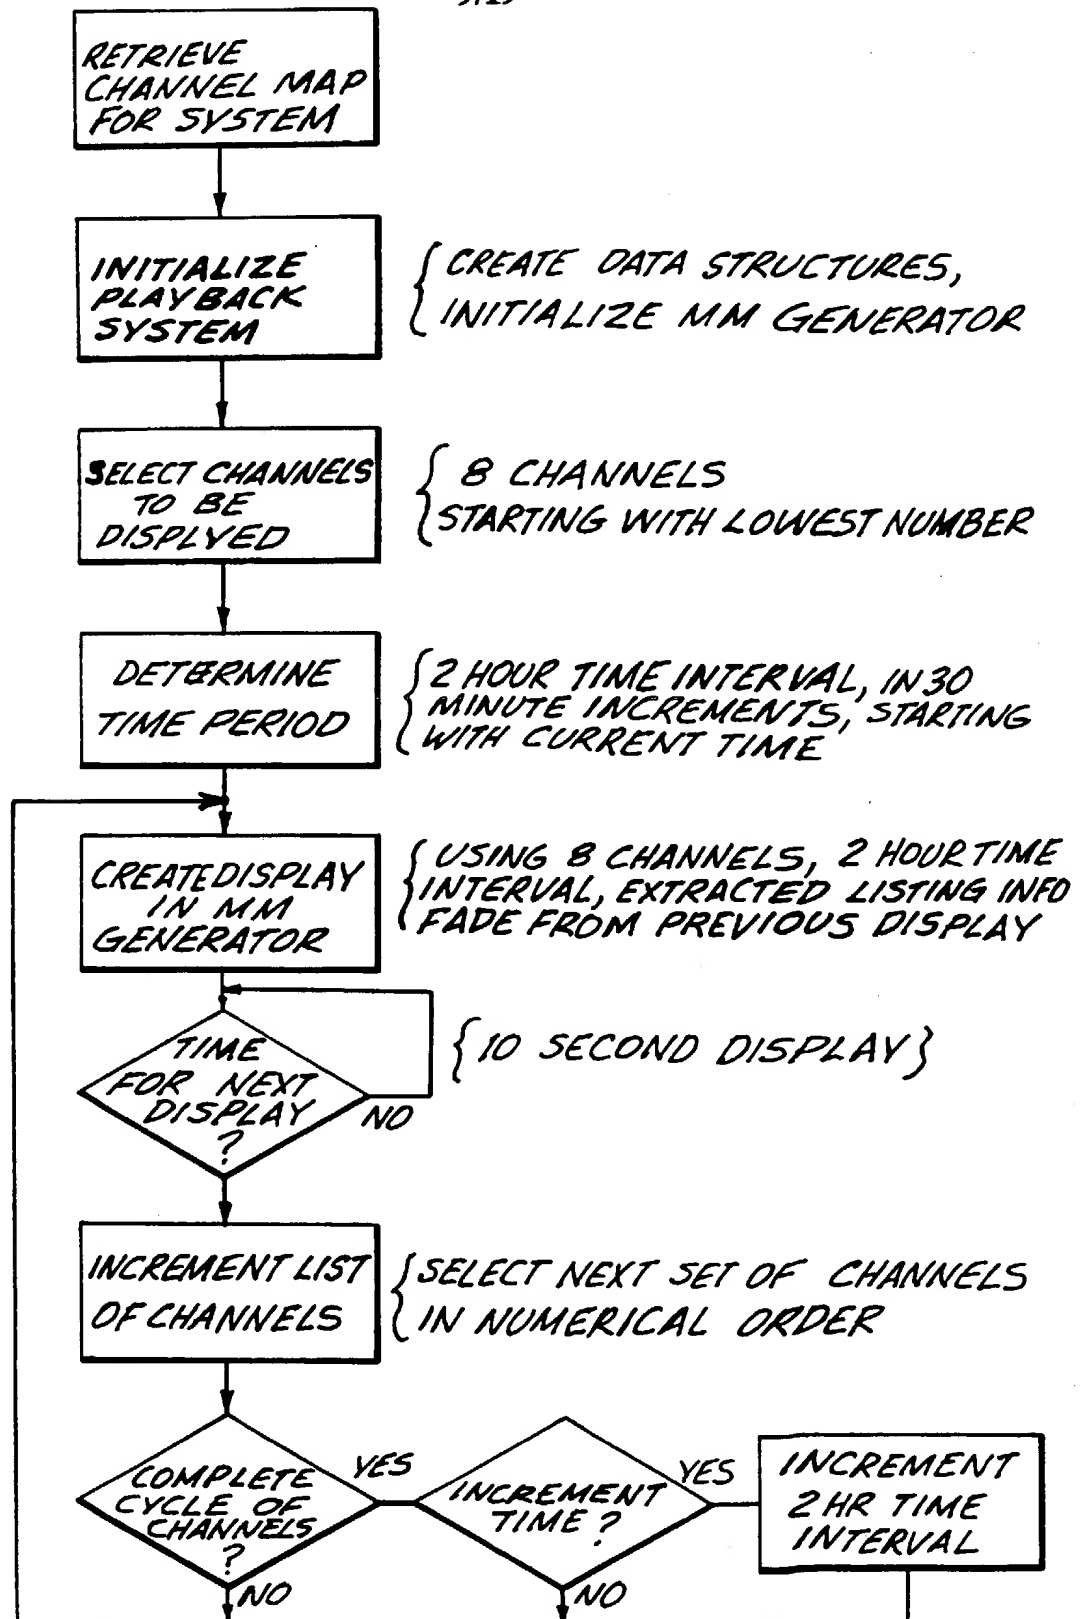 RETRIEVE
CHANNEL MAP
FOR SYSTEM
INITIALIZE
PLAYBACK
SYSTEM
{ CREATE DATA STRUCTURES,
INITIALIZE MM GENERATOR
SELECT CHANNELS
TO BE
DISPLYED
{ 8 CHANNELS
STARTING WITH LOWEST NUMBER
DETERMINE
TIME PERIOD
{ 2 HOUR TIME INTERVAL, IN 30
MINUTE INCREMENTS, STARTING
WITH CURRENT TIME
CREATE DISPLAY
IN MM
GENERATOR
{ USING 8 CHANNELS, 2 HOUR TIME
INTERVAL, EXTRACTED LISTING INFO
FADE FROM PREVIOUS DISPLAY
TIME
FOR NEXT
DISPLAY
?
NO
{ 10 SECOND DISPLAY }
INCREMENT LIST
OF CHANNELS
{ SELECT NEXT SET OF CHANNELS
IN NUMERICAL ORDER
COMPLETE
CYCLE OF
CHANNELS
?
YES
NO
INCREMENT
TIME ?
YES
NO
INCREMENT
2 HR TIME
INTERVAL